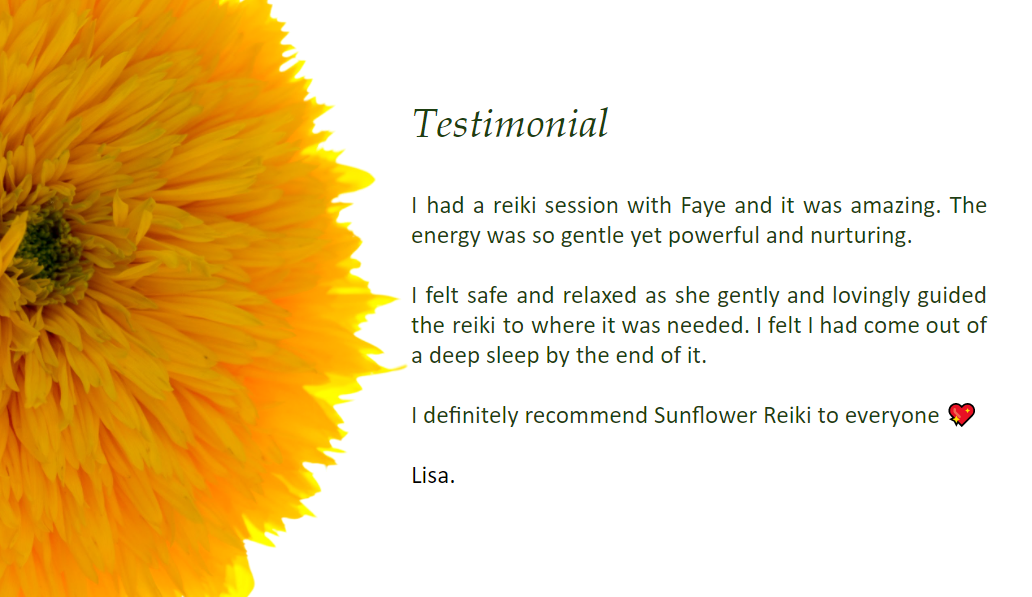 Testimonial
I had a reiki session with Faye and it was amazing. The
energy was so gentle yet powerful and nurturing.
I felt safe and relaxed as she gently and lovingly guided
the reiki to where it was needed. I felt I had come out of
a deep sleep by the end of it.
I definitely recommend Sunflower Reiki to everyone 💖
Lisa.